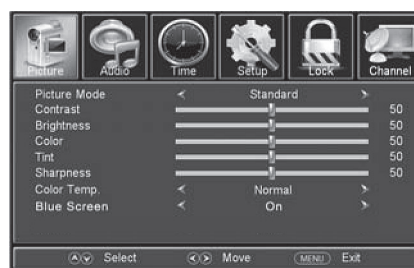 Picture Audio Time Setup Lock Channel
Picture Mode Standard
Contrast 50
Brightness 50
Color 50
Tint 50
Sharpness 50
Color Temp. Normal
Blue Screen On
Select Move MENU Exit